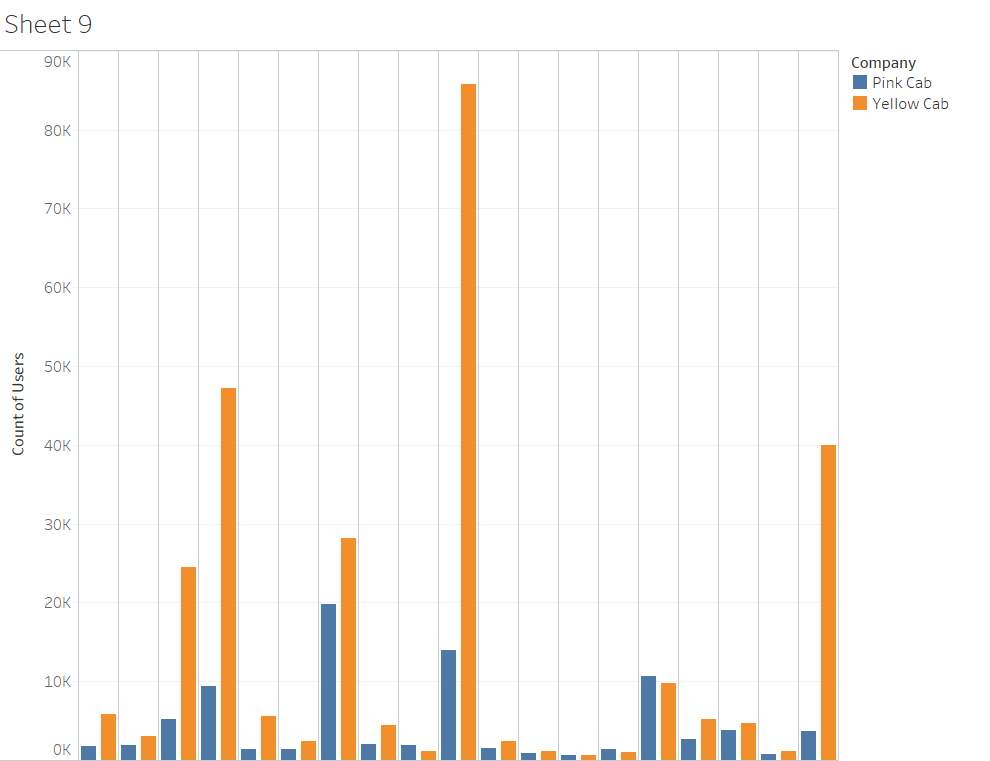 Sheet 9
90K
80K
70K
60K
50K
40K
30K
20K
10K
0K
Count of Users
Company
Pink Cab
Yellow Cab